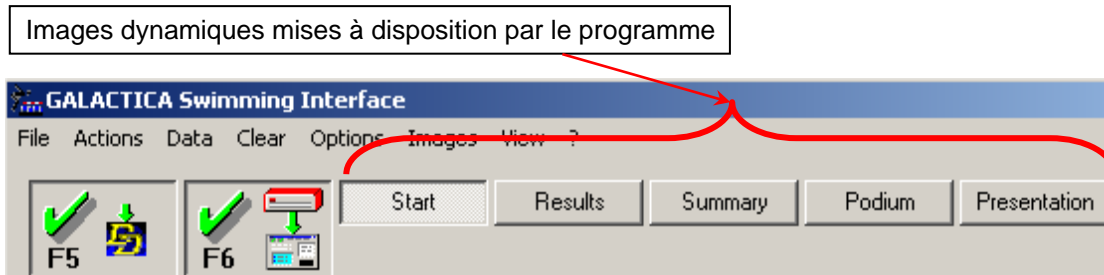 Images dynamiques mises à disposition par le programme
GALACTICA Swimming Interface
File Actions Data Clear Options Images View ?
Start Results Summary Podium Presentation
F5 F6